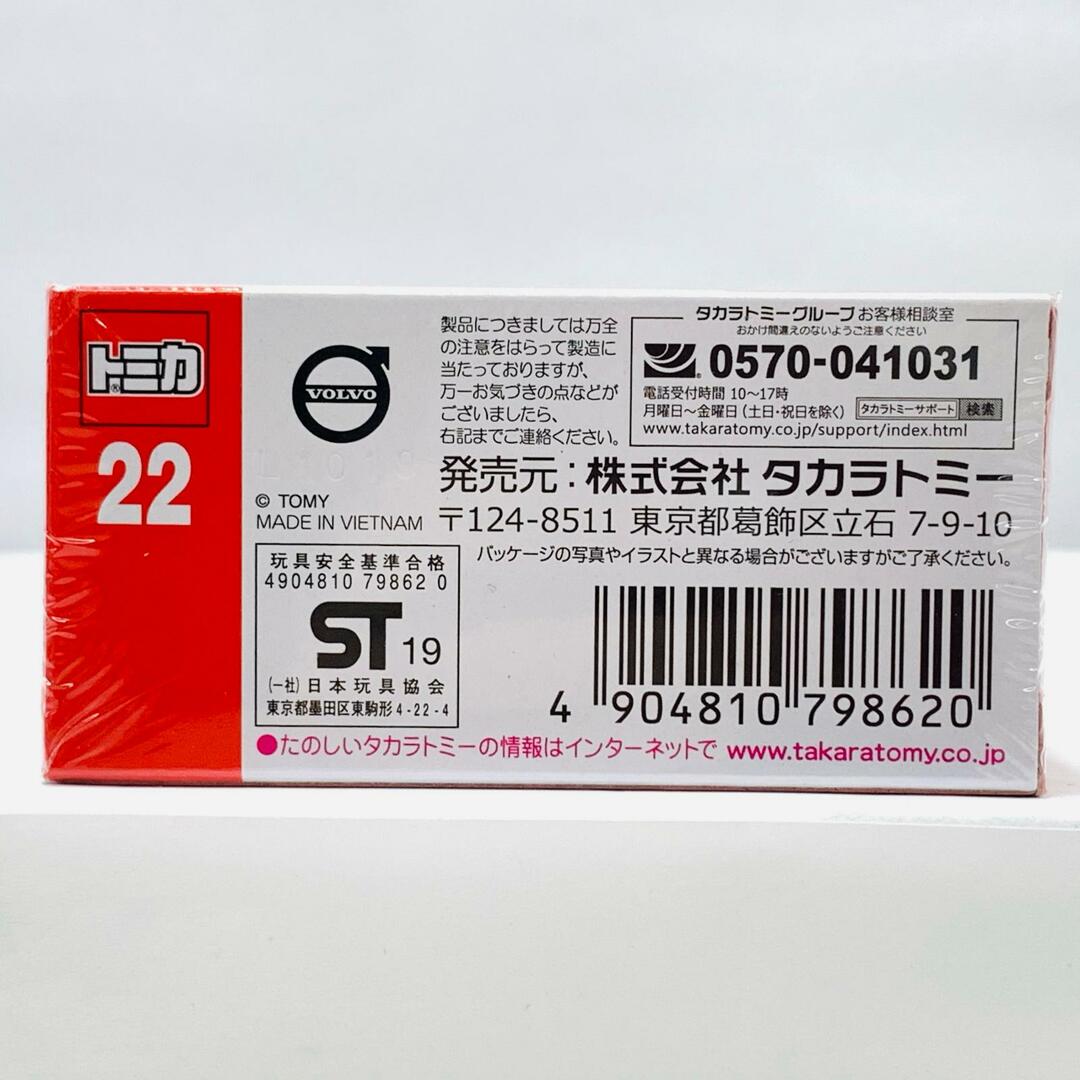 トミカ®
22
VOLVO
© TOMY
MADE IN VIETNAM
製品につきましては万全
の注意をはらって製造に
当たっておりますが、
万一お気づきの点などが
ございましたら、
右記までご連絡ください。
タカラトミーグループ お客様相談室
おかけ間違えのないようご注意ください
0570-041031
電話受付時間 10〜17時
月曜日〜金曜日 (土日・祝日を除く) タカラトミーサポート 検索
www.takaratomy.co.jp/support/index.html
発売元:株式会社 タカラトミー
〒124-8511 東京都葛飾区立石 7-9-10
パッケージの写真やイラストと異なる場合がございますがご了承ください。
玩具安全基準合格
4904810 79862 0
ST 19
(一社)日本玩具協会
東京都墨田区東駒形4-22-4
4 904810 798620
●たのしいタカラトミーの情報はインターネットで www.takaratomy.co.jp